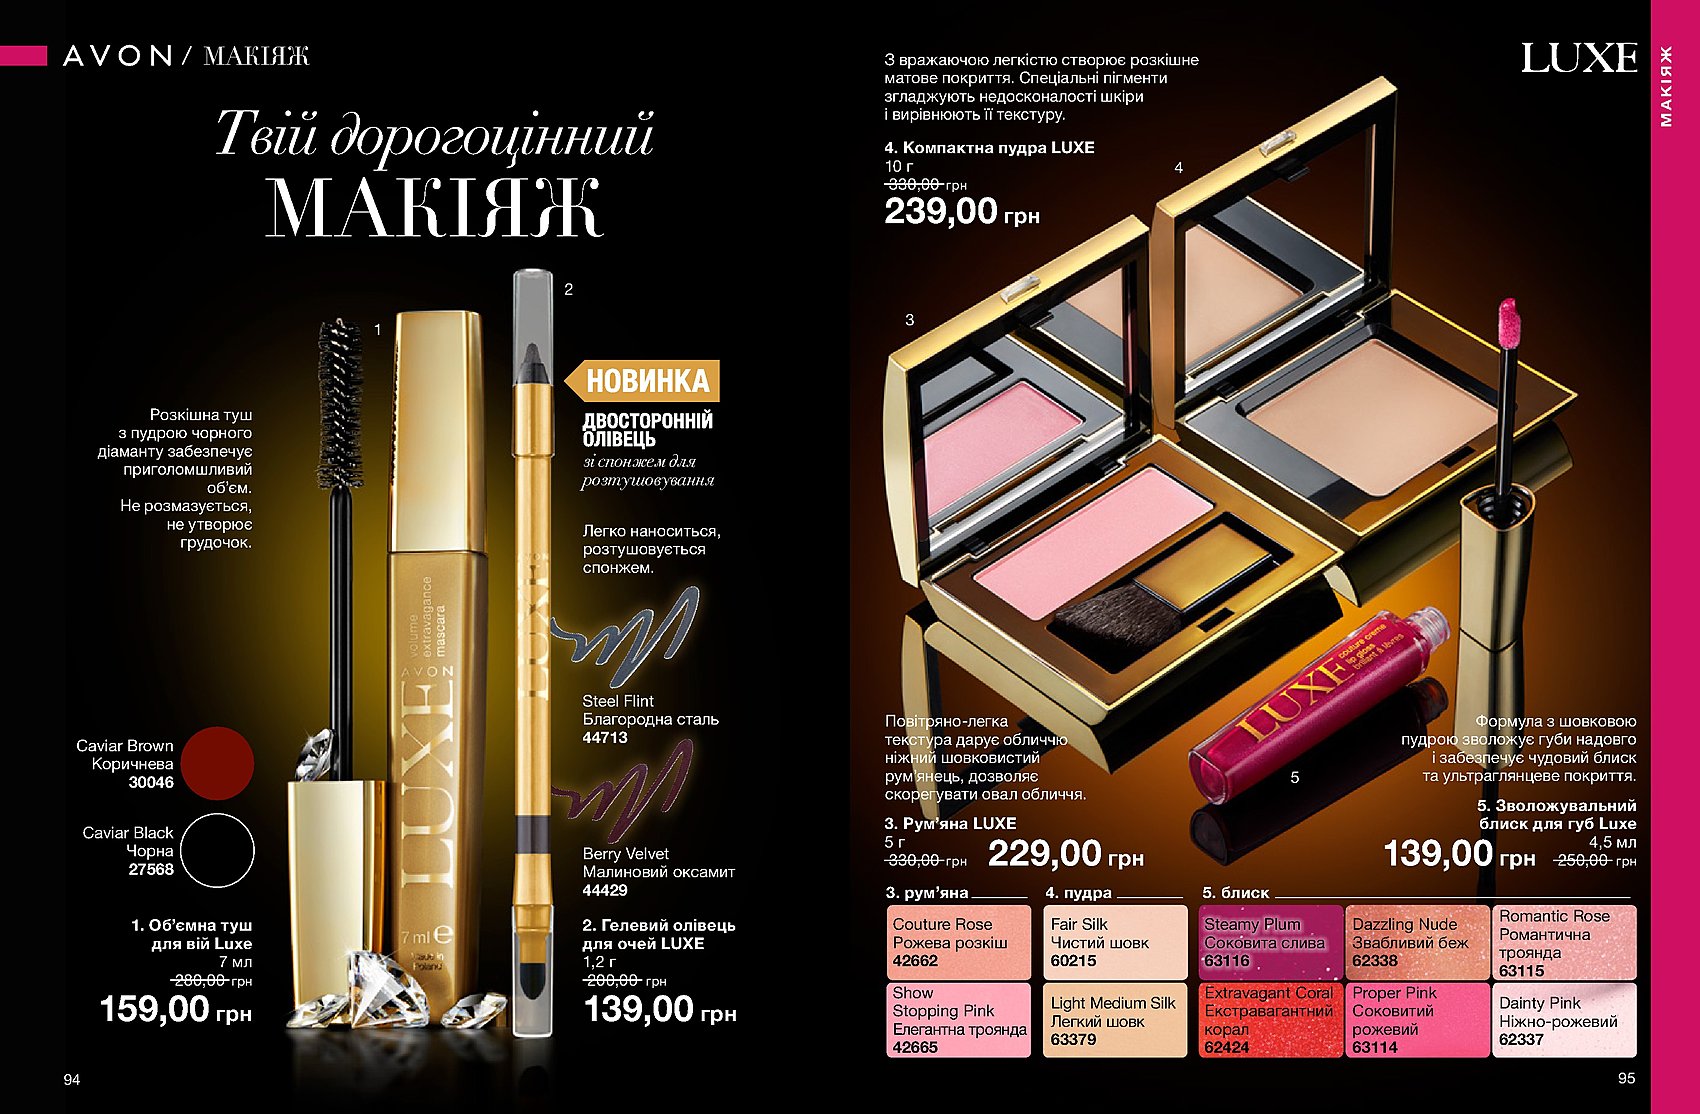 AVON / МАКІЯЖ
Твій дорогоцінний
МАКІЯЖ
1
2
Розкішна туш
з пудрою чорного
діаманту забезпечує
приголомшливий
об'єм.
Не розмазується,
не утворює
грудочок.
НОВИНКА
ДВОСТОРОННІЙ
ОЛІВЕЦЬ
зі спонжем для
розтушовування
Легко наноситься,
розтушовується
спонжем.
Steel Flint
Благородна сталь
44713
Berry Velvet
Малиновий оксамит
44429
Caviar Brown
Коричнева
30046
Caviar Black
Чорна
27568
volume
extravagance
mascara
AVON
LUXE
7 ml e
Made in
Poland
AVON
LUXE
1. Об'ємна туш
для вій Luxe
7 мл
280,00 грн
159,00 грн
2. Гелевий олівець
для очей LUXE
1,2 г
200,00 грн
139,00 грн
94
LUXE
МАКІЯЖ
З вражаючою легкістю створює розкішне
матове покриття. Спеціальні пігменти
згладжують недосконалості шкіри
і вирівнюють її текстуру.
4. Компактна пудра LUXE
10 г
330,00 грн
239,00 грн
4
3
LUXE
couture creme
lip gloss
brillant à lèvres
5
Повітряно-легка
текстура дарує обличчю
ніжний шовковистий
рум'янець, дозволяє
скорегувати овал обличчя.
3. Рум'яна LUXE
5 г
330,00 грн 229,00 грн
Формула з шовковою
пудрою зволожує губи надовго
і забезпечує чудовий блиск
та ультраглянцеве покриття.
5. Зволожувальний
блиск для губ Luxe
4,5 мл
139,00 грн 250,00 грн
3. рум'яна
Couture Rose
Рожева розкіш
42662
Show
Stopping Pink
Елегантна троянда
42665
4. пудра
Fair Silk
Чистий шовк
60215
Light Medium Silk
Легкий шовк
63379
5. блиск
Steamy Plum
Соковита слива
63116
Dazzling Nude
Звабливий беж
62338
Romantic Rose
Романтична
троянда
63115
Extravagant Coral
Екстравагантний
корал
62424
Proper Pink
Соковитий
рожевий
63114
Dainty Pink
Ніжно-рожевий
62337
95